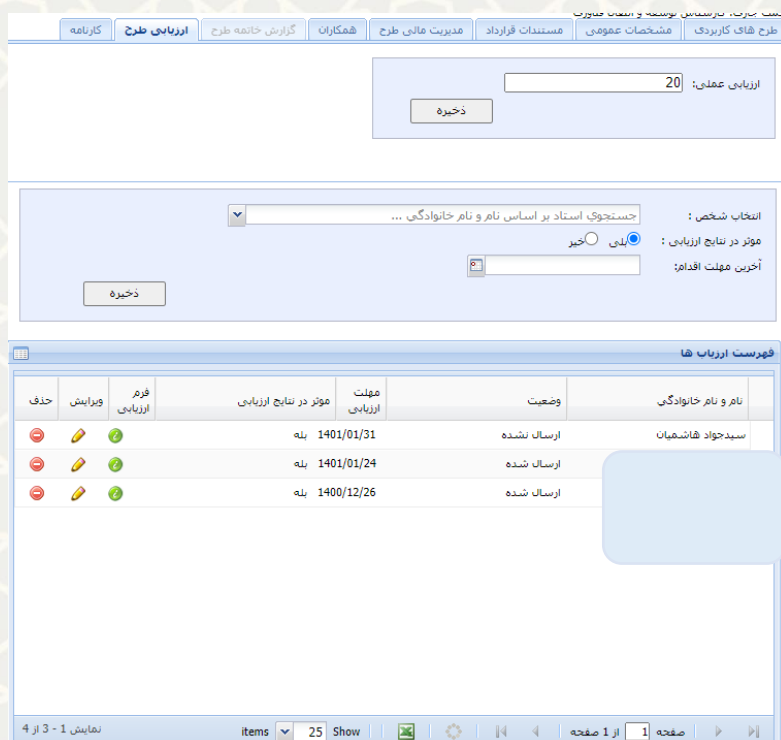 طرح های کاربردی مشخصات عمومی مستندات قرارداد مدیریت مالی طرح همکاران گزارش خاتمه طرح ارزیابی طرح کارنامه
ارزیابی عملی: 20
ذخیره
انتخاب شخص : جستجوي استاد بر اساس نام و نام خانوادگي ...
موثر در نتایج ارزیابی : بلی خیر
آخرین مهلت اقدام:
ذخیره
فهرست ارزیاب ها
نام و نام خانوادگي وضعیت مهلت ارزیابی موثر در نتایج ارزیابی فرم ارزیابی ویرایش حذف
سیدجواد هاشمیان ارسال نشده 1401/01/31 بله
ارسال شده 1401/01/24 بله
ارسال شده 1400/12/26 بله
صفحه 1 از 1 صفحه Show 25 items نمایش 1 - 3 از 4